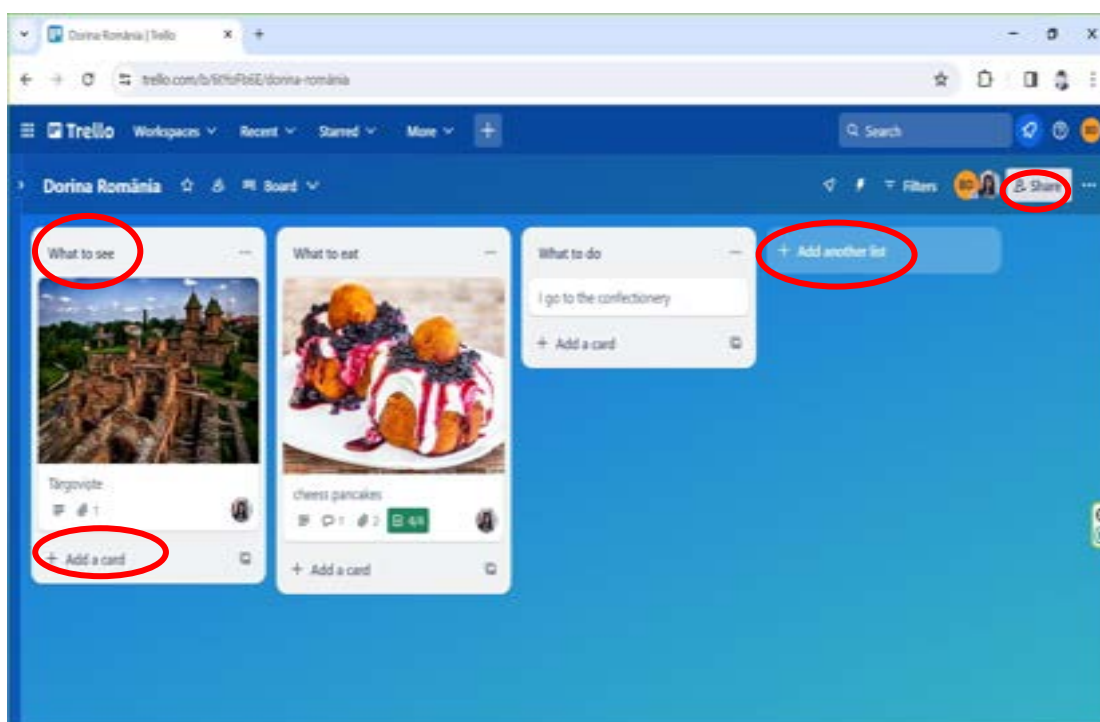 Dorina România | Trello
trello.com/b/
Trello Workspaces Recent Starred More Search
Dorina România Board Filters Share
What to see
Târgoviște
1
Add a card
What to eat
cheess pancakes
1 2 4/4
Add a card
What to do
I go to the confectionery
Add a card
Add another list